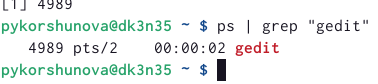 [1] 4989
pykorshunova@dk3n35 ~ $ ps | grep "gedit"
   4989 pts/2    00:00:02 gedit
pykorshunova@dk3n35 ~ $